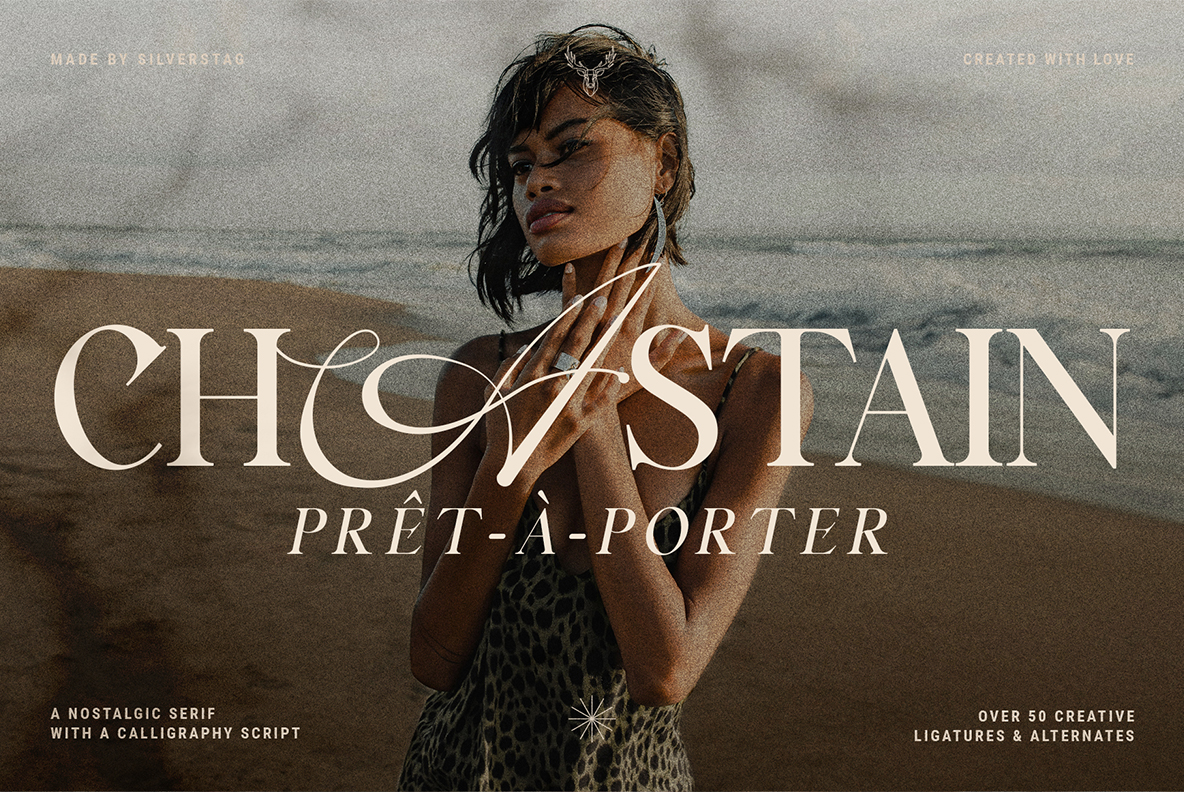 MADE BY SILVERSTAG
CREATED WITH LOVE
CHASTAIN
PRÊT-À-PORTER
A NOSTALGIC SERIF
WITH A CALLIGRAPHY SCRIPT
OVER 50 CREATIVE
LIGATURES & ALTERNATES